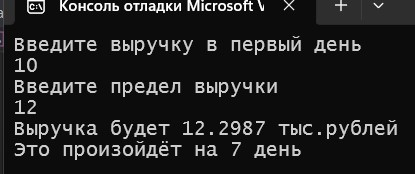 Консоль отладки Microsoft V
Введите выручку в первый день
10
Введите предел выручки
12
Выручка будет 12.2987 тыс.рублей
Это произойдёт на 7 день